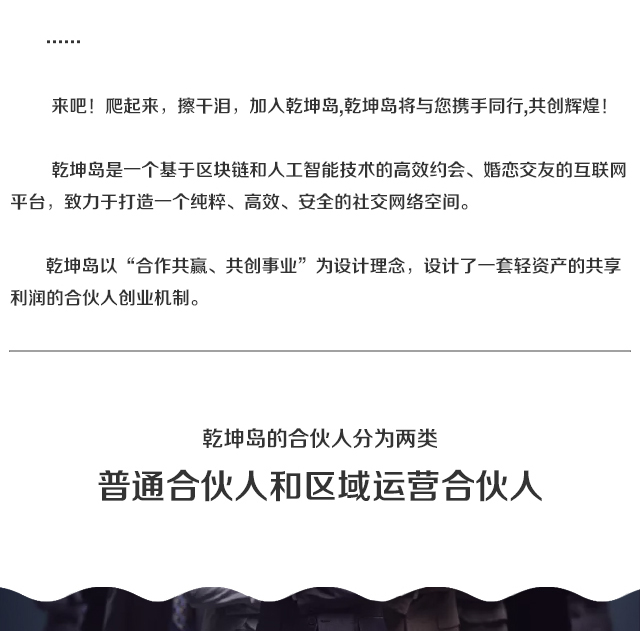 ......
来吧！爬起来，擦干泪，加入乾坤岛,乾坤岛将与您携手同行,共创辉煌！
乾坤岛是一个基于区块链和人工智能技术的高效约会、婚恋交友的互联网
平台，致力于打造一个纯粹、高效、安全的社交网络空间。
乾坤岛以“合作共赢、共创事业”为设计理念，设计了一套轻资产的共享
利润的合伙人创业机制。
乾坤岛的合伙人分为两类
普通合伙人和区域运营合伙人